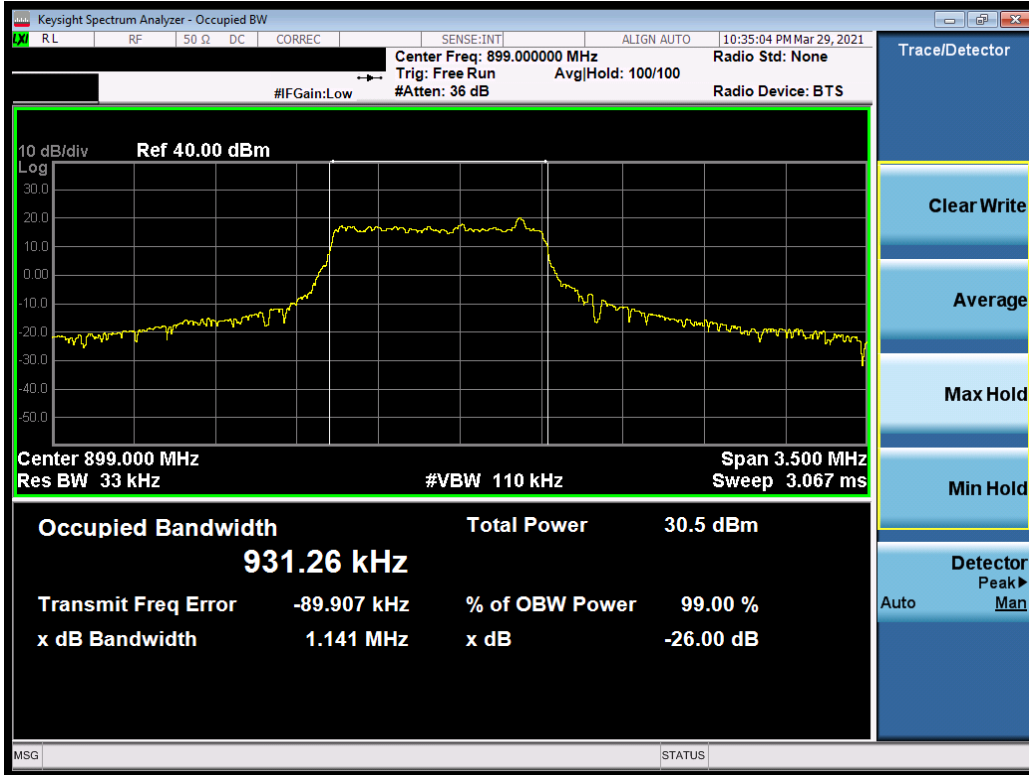 Keysight Spectrum Analyzer - Occupied BW
LXI RL RF 50 Ω DC CORREC SENSE:INT ALIGN AUTO 10:35:04 PM Mar 29, 2021
Center Freq: 899.000000 MHz Radio Std: None
Trig: Free Run Avg|Hold: 100/100
#IFGain:Low #Atten: 36 dB Radio Device: BTS
Trace/Detector
10 dB/div Ref 40.00 dBm
Log
30.0
20.0
10.0
0.00
-10.0
-20.0
-30.0
-40.0
-50.0
Center 899.000 MHz Span 3.500 MHz
Res BW 33 kHz #VBW 110 kHz Sweep 3.067 ms
Occupied Bandwidth Total Power 30.5 dBm
931.26 kHz
Transmit Freq Error -89.907 kHz % of OBW Power 99.00 %
x dB Bandwidth 1.141 MHz x dB -26.00 dB
Clear Write
Average
Max Hold
Min Hold
Detector
Peak▶
Auto Man
MSG STATUS